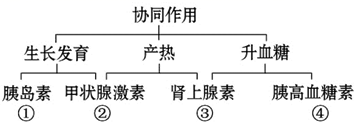 协同作用
生长发育 产热 升血糖
胰岛素 甲状腺激素 肾上腺素 胰高血糖素
① ② ③ ④